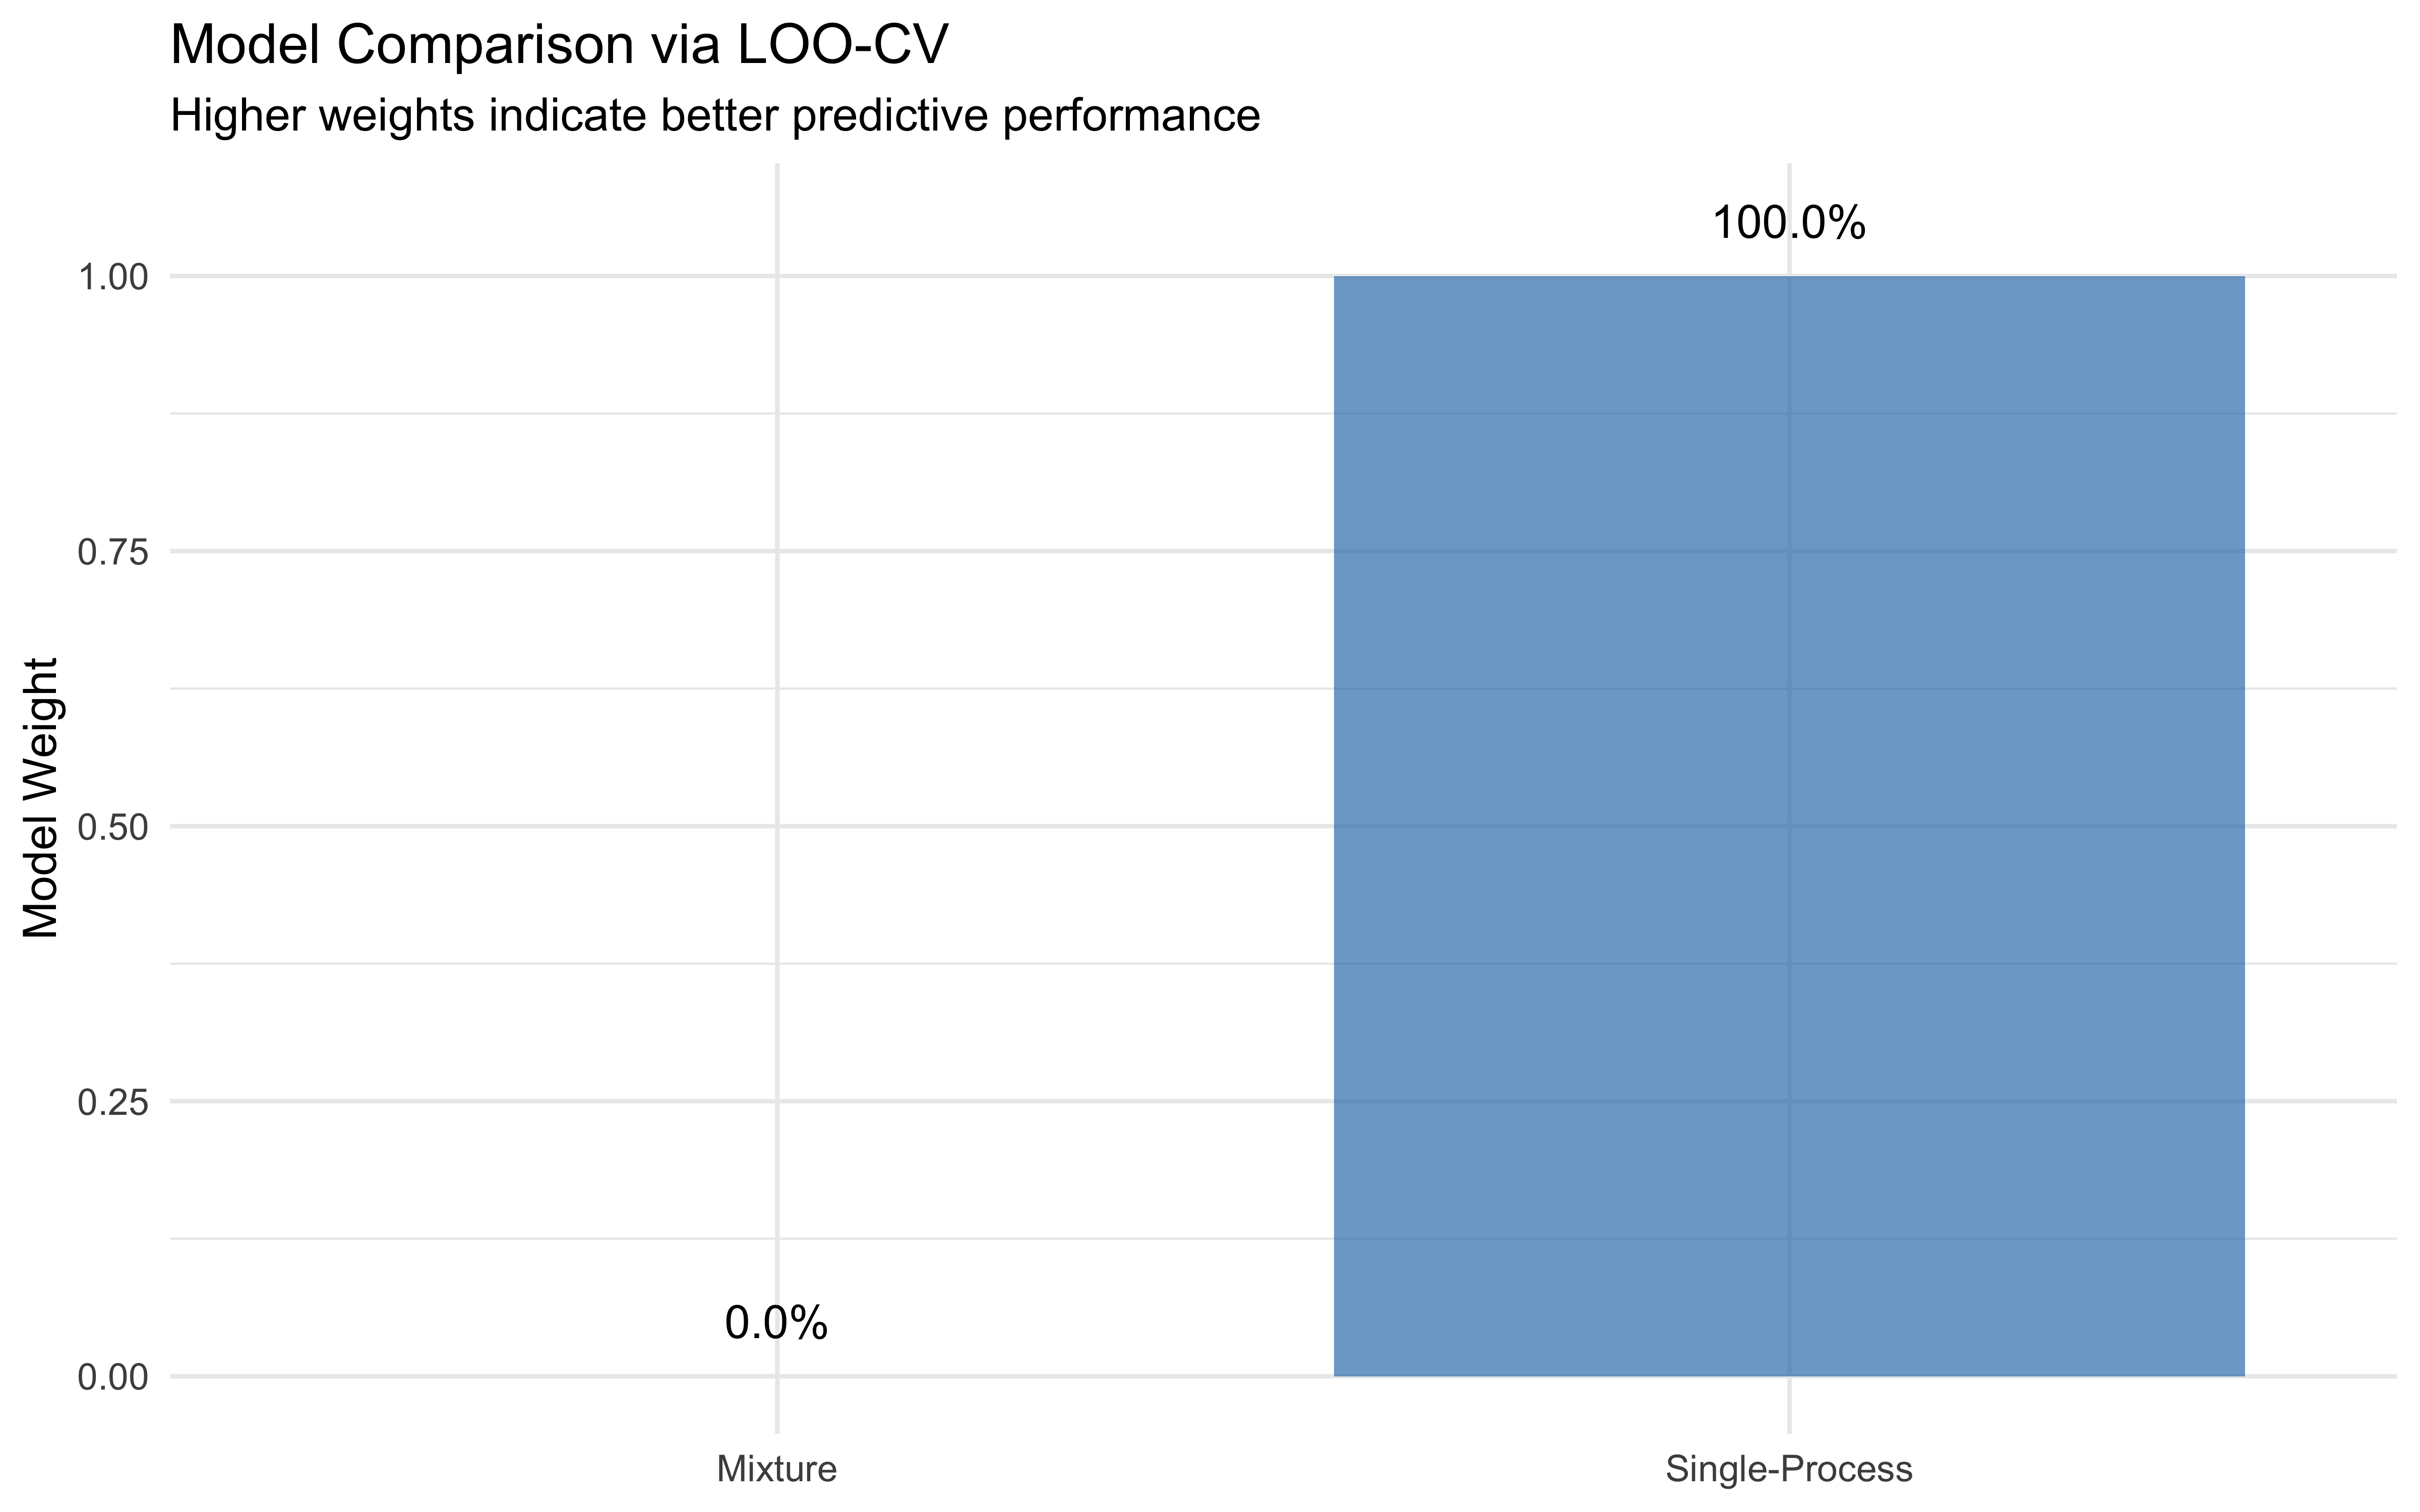 Model Comparison via LOO-CV
Higher weights indicate better predictive performance
100.0%
1.00
0.75
Model Weight
0.50
0.25
0.0%
0.00
Mixture
Single-Process